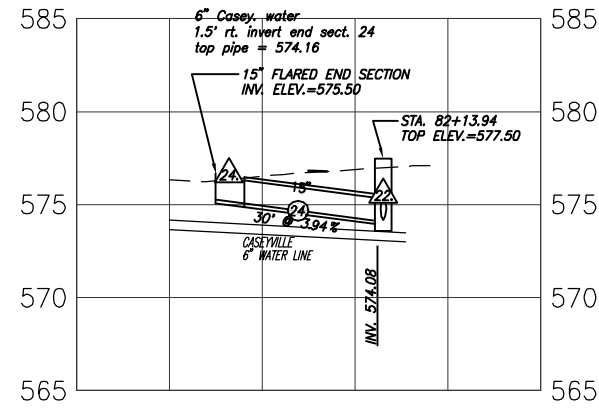 585
585
6" Casey. water
1.5' rt. invert end sect. 24
top pipe = 574.16
15" FLARED END SECTION
INV. ELEV.=575.50
580
580
STA. 82+13.94
TOP ELEV.=577.50
24.
15"
22.
575
575
24
30' @ 3.94%
CASEYVILLE
6" WATER LINE
INV. 574.08
570
570
565
565